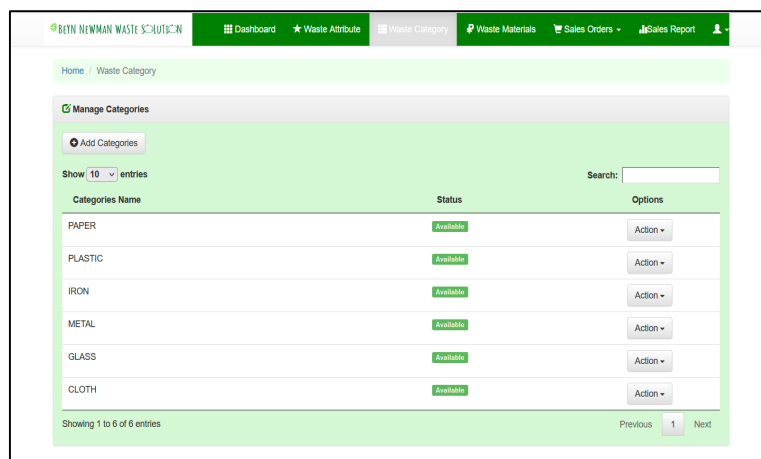 BEYN NEWMAN WASTE SOLUTION Dashboard Waste Attribute Waste Category Waste Materials Sales Orders Sales Report
Home / Waste Category
Manage Categories
Add Categories
Show 10 entries Search:
Categories Name Status Options
PAPER Available Action
PLASTIC Available Action
IRON Available Action
METAL Available Action
GLASS Available Action
CLOTH Available Action
Showing 1 to 6 of 6 entries Previous 1 Next